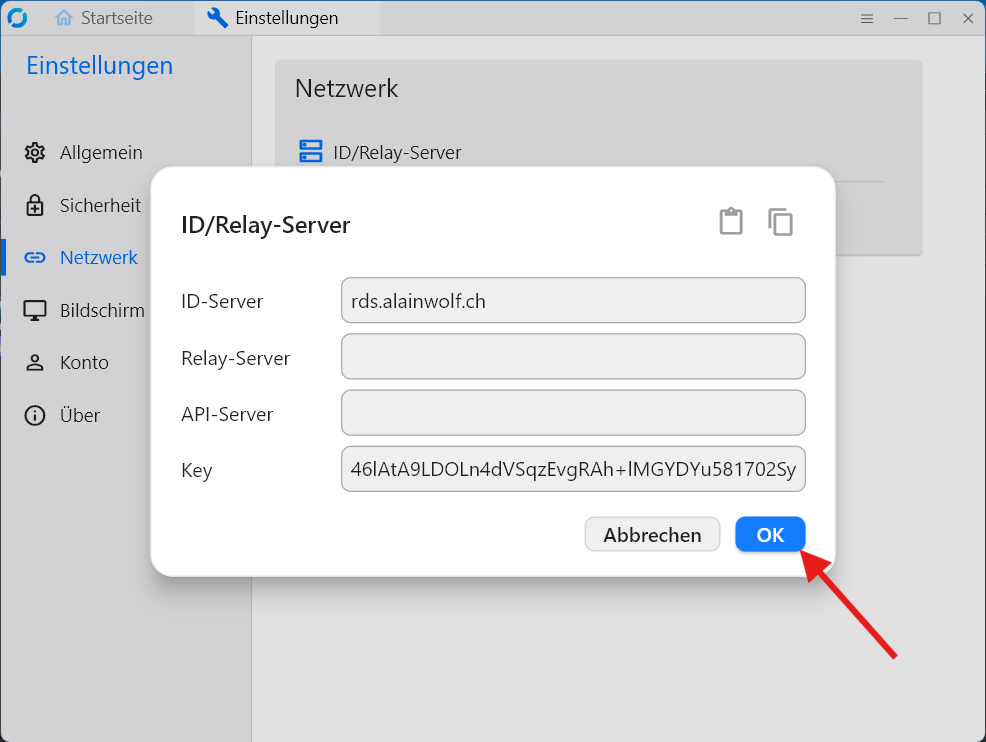 Startseite
Einstellungen
Einstellungen
Allgemein
Sicherheit
Netzwerk
Bildschirm
Konto
Über
Netzwerk
ID/Relay-Server
ID/Relay-Server
ID-Server
rds.alainwolf.ch
Relay-Server
API-Server
Key
46lAtA9LDOLn4dVSqzEvgRAh+lMGYDYu581702Sy
Abbrechen
OK